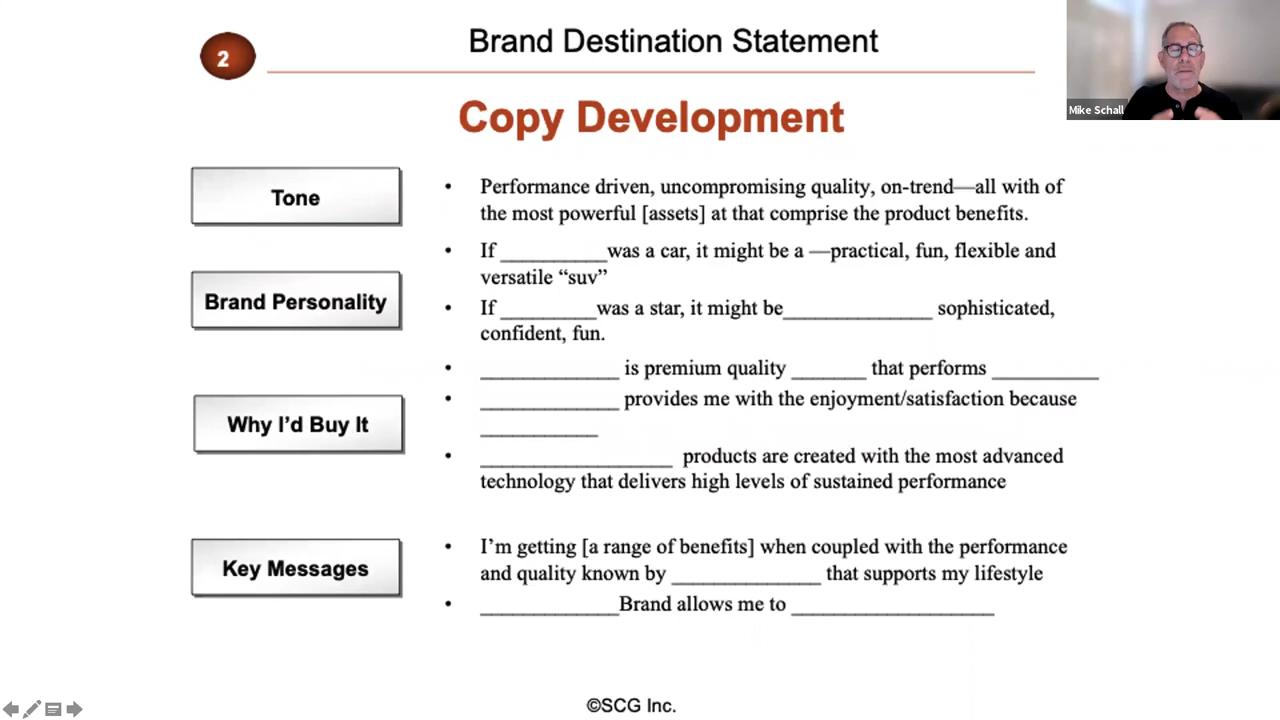 2
Brand Destination Statement
Mike Schall
Copy Development
Tone
• Performance driven, uncompromising quality, on-trend—all with of
the most powerful [assets] at that comprise the product benefits.
Brand Personality
• If __________was a car, it might be a —practical, fun, flexible and
versatile “suv”
• If _________was a star, it might be______________ sophisticated,
confident, fun.
Why I’d Buy It
• _____________ is premium quality _______ that performs __________
• _____________ provides me with the enjoyment/satisfaction because
___________
• __________________ products are created with the most advanced
technology that delivers high levels of sustained performance
Key Messages
• I’m getting [a range of benefits] when coupled with the performance
and quality known by ______________ that supports my lifestyle
• _____________Brand allows me to ___________________
©SCG Inc.